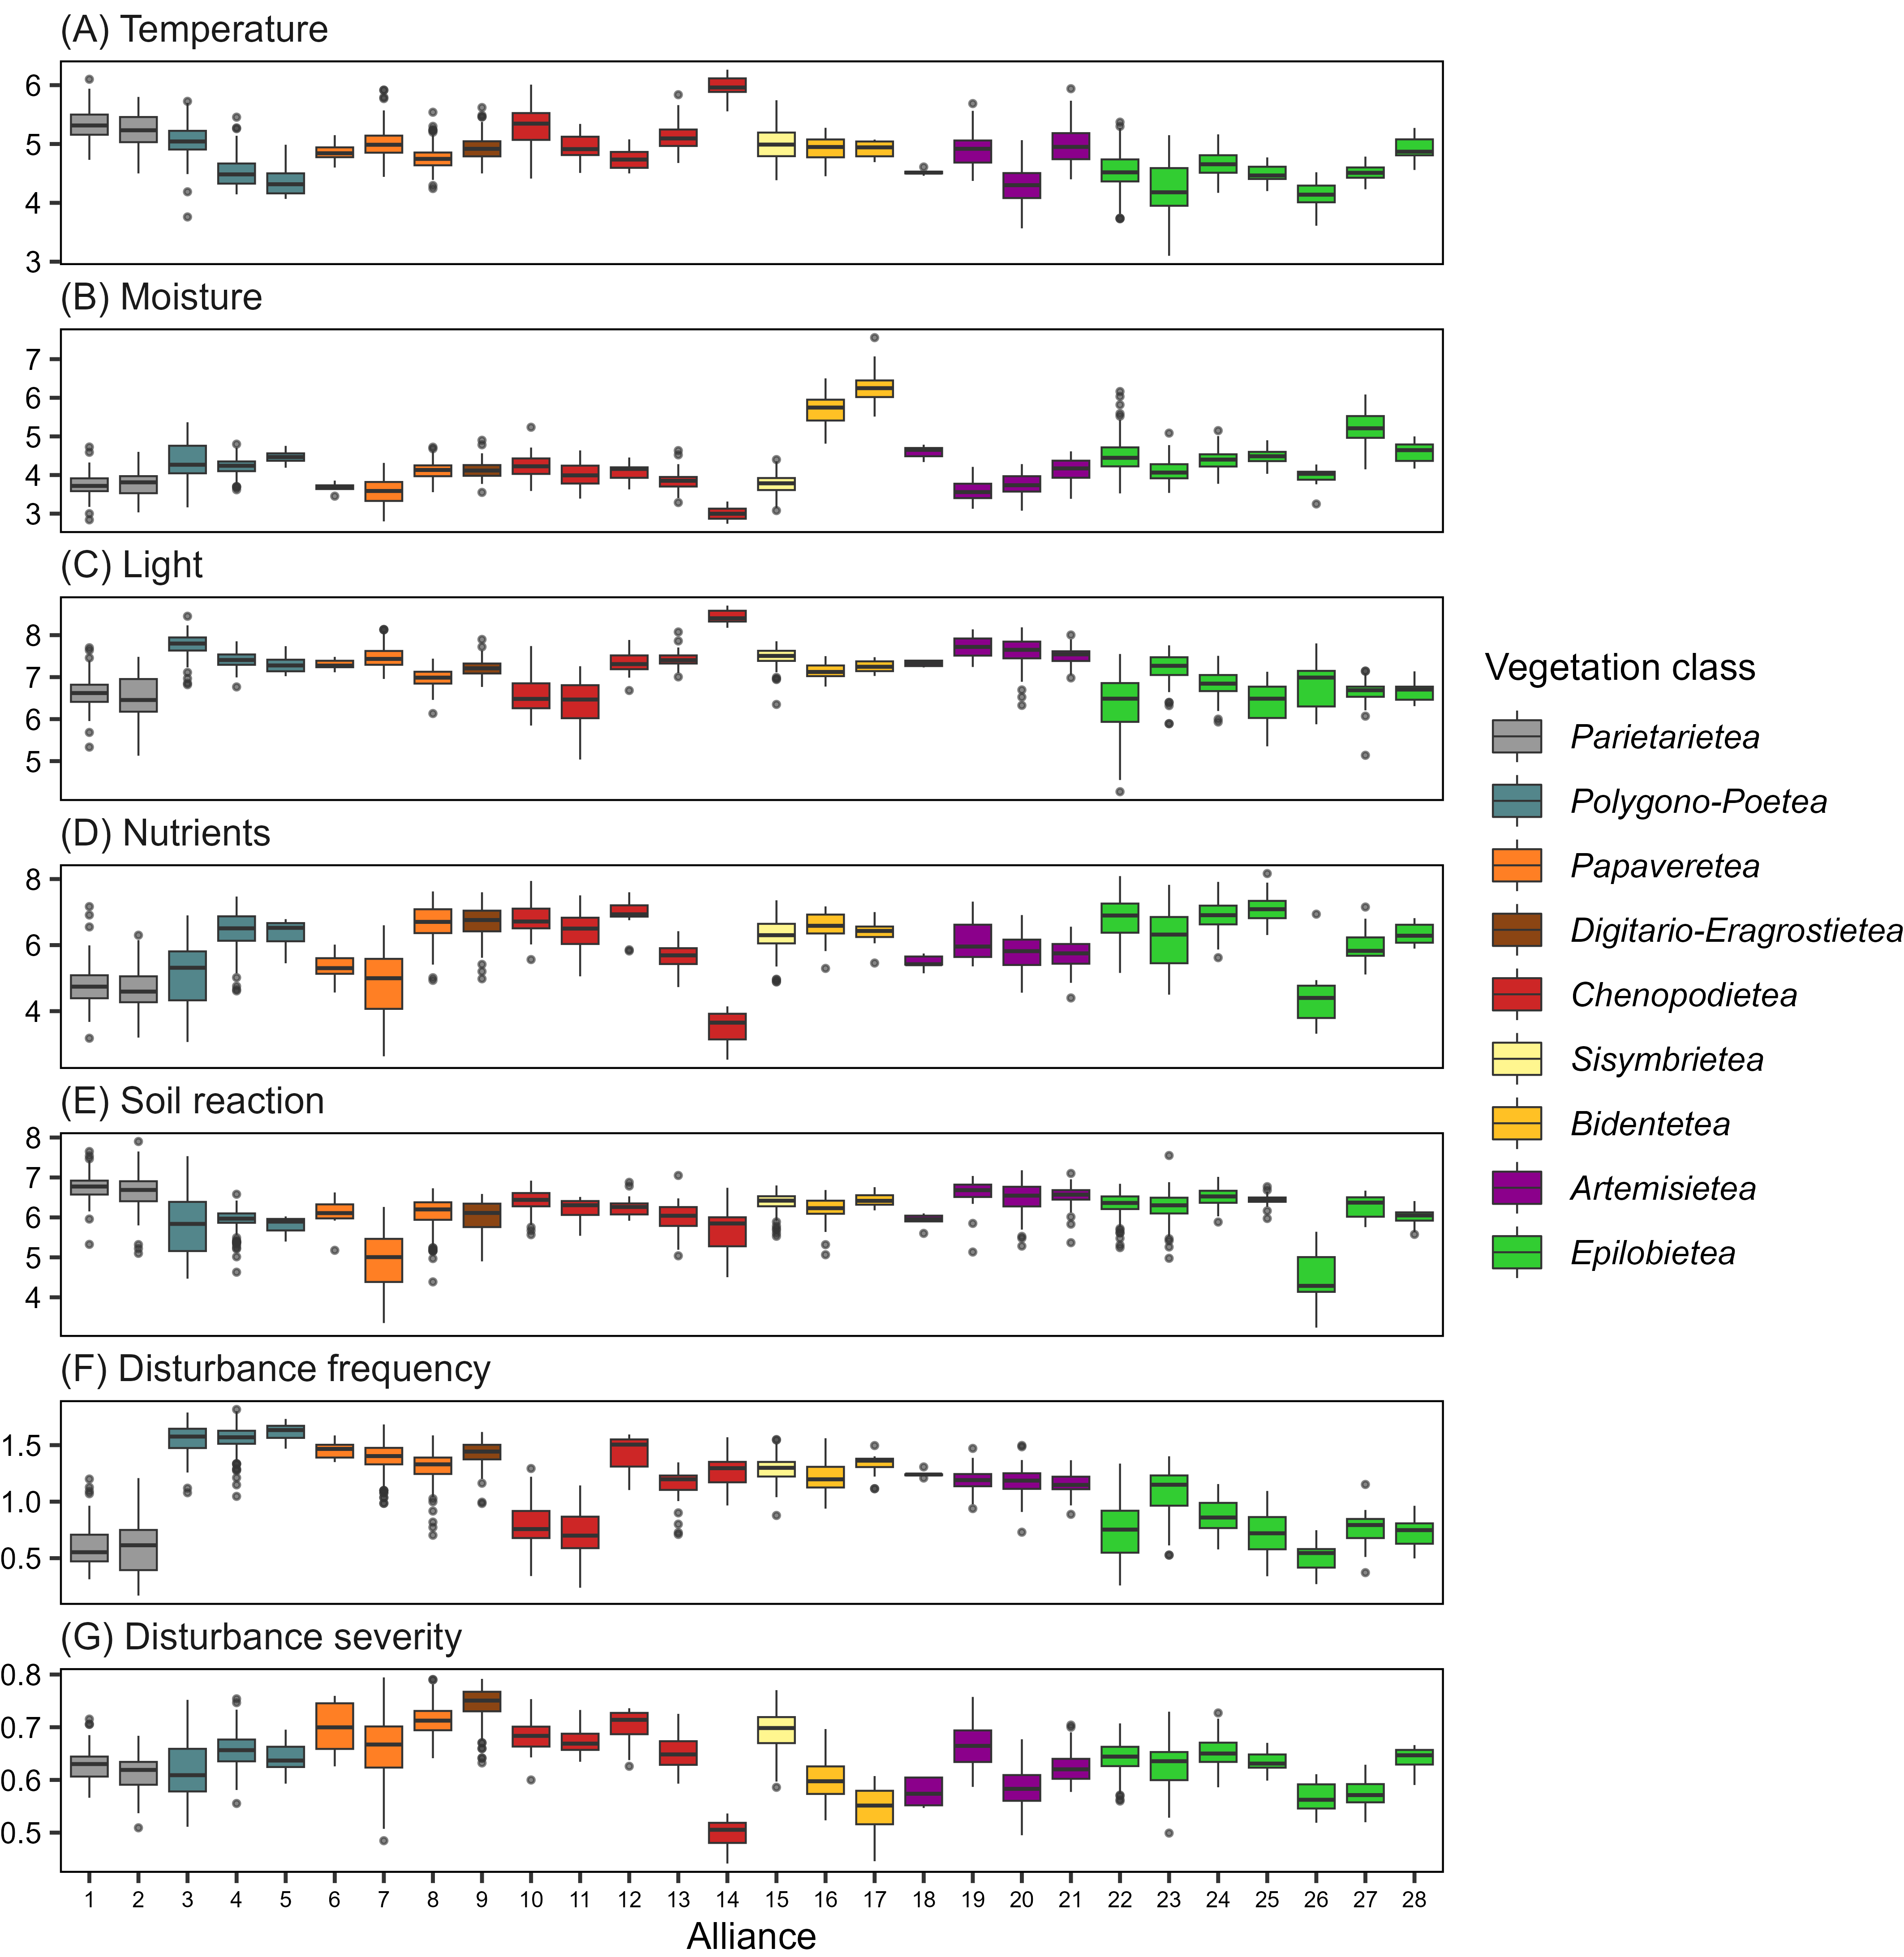 (A) Temperature
6
5
4
3
(B) Moisture
7
6
5
4
3
(C) Light
8
7
6
5
(D) Nutrients
8
6
4
(E) Soil reaction
8
7
6
5
4
(F) Disturbance frequency
1.5
1.0
0.5
(G) Disturbance severity
0.8
0.7
0.6
0.5
1 2 3 4 5 6 7 8 9 10 11 12 13 14 15 16 17 18 19 20 21 22 23 24 25 26 27 28
Alliance
Vegetation class
Parietarietea
Polygono-Poetea
Papaveretea
Digitario-Eragrostietea
Chenopodietea
Sisymbrietea
Bidentetea
Artemisietea
Epilobietea